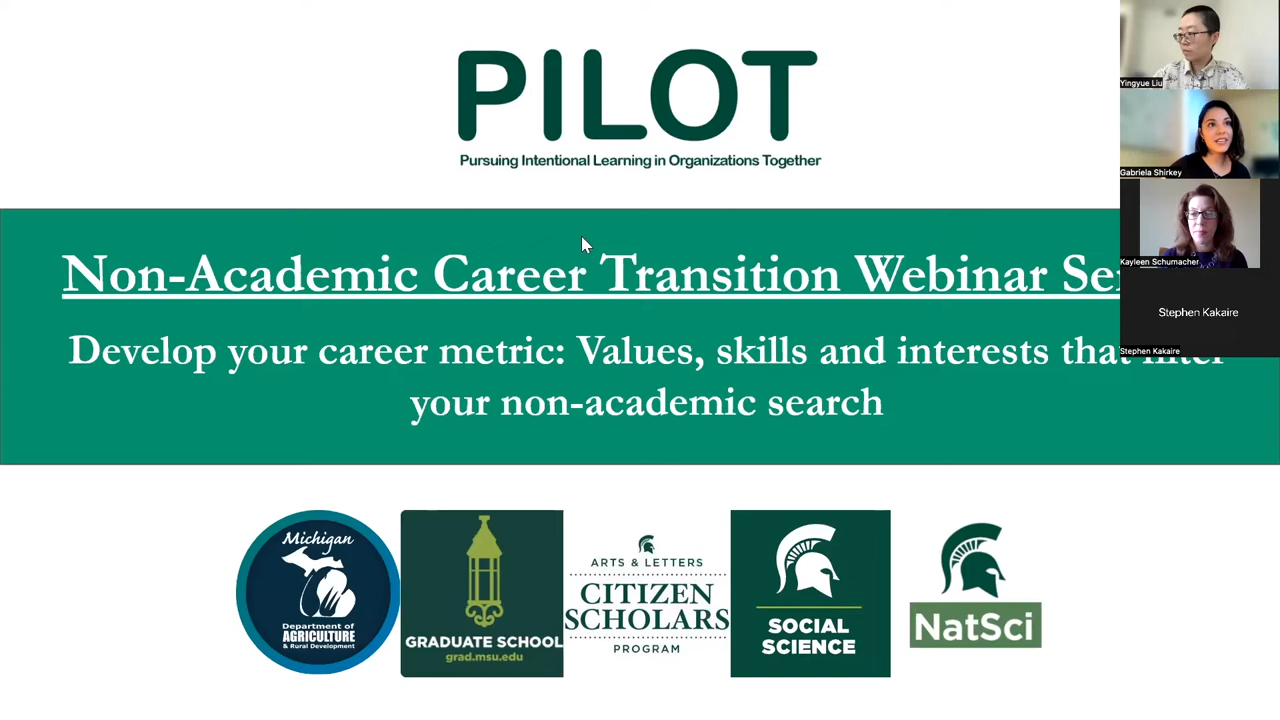 PILOT
Pursuing Intentional Learning in Organizations Together
Non-Academic Career Transition Webinar
Develop your career metric: Values, skills and interests that filter
your non-academic search
Michigan
Department of
AGRICULTURE
& Rural Development
GRADUATE SCHOOL
grad.msu.edu
ARTS & LETTERS
CITIZEN
SCHOLARS
PROGRAM
SOCIAL
SCIENCE
NatSci
Yingyue Liu
Gabriela Shirkey
Kayleen Schumacher
Stephen Kakaire
Stephen Kakaire